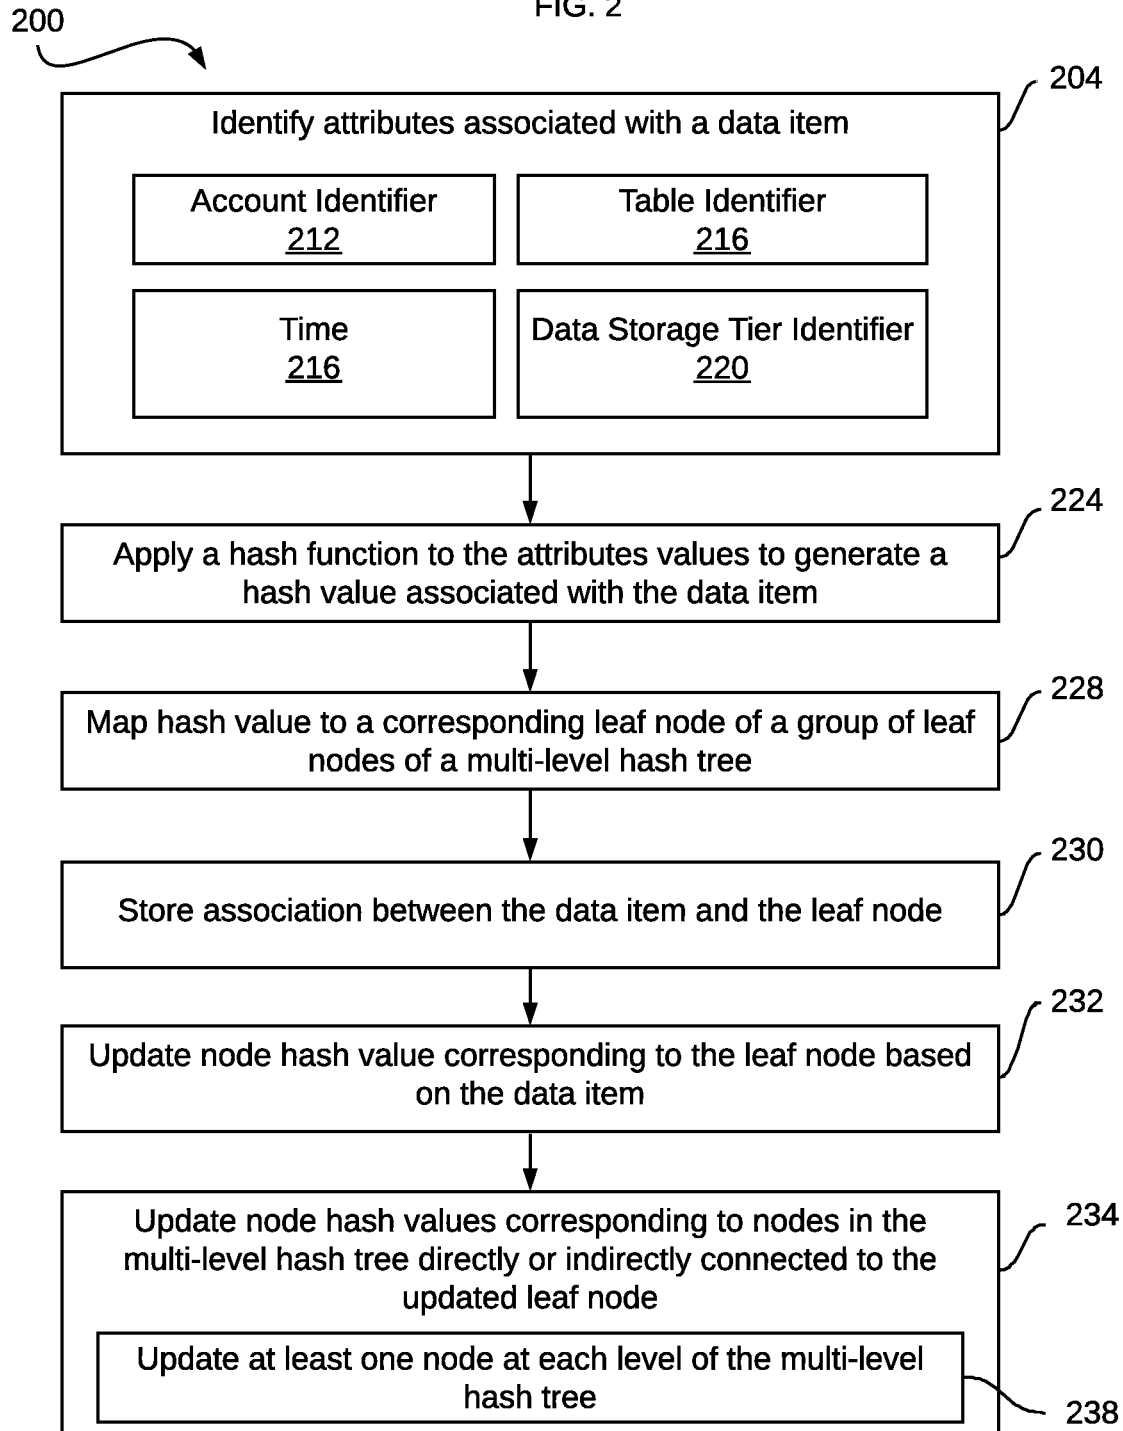 FIG. 2
200
204
Identify attributes associated with a data item
Account Identifier
212
Table Identifier
216
Time
216
Data Storage Tier Identifier
220
224
Apply a hash function to the attributes values to generate a
hash value associated with the data item
228
Map hash value to a corresponding leaf node of a group of leaf
nodes of a multi-level hash tree
230
Store association between the data item and the leaf node
232
Update node hash value corresponding to the leaf node based
on the data item
234
Update node hash values corresponding to nodes in the
multi-level hash tree directly or indirectly connected to the
updated leaf node
Update at least one node at each level of the multi-level
hash tree
238